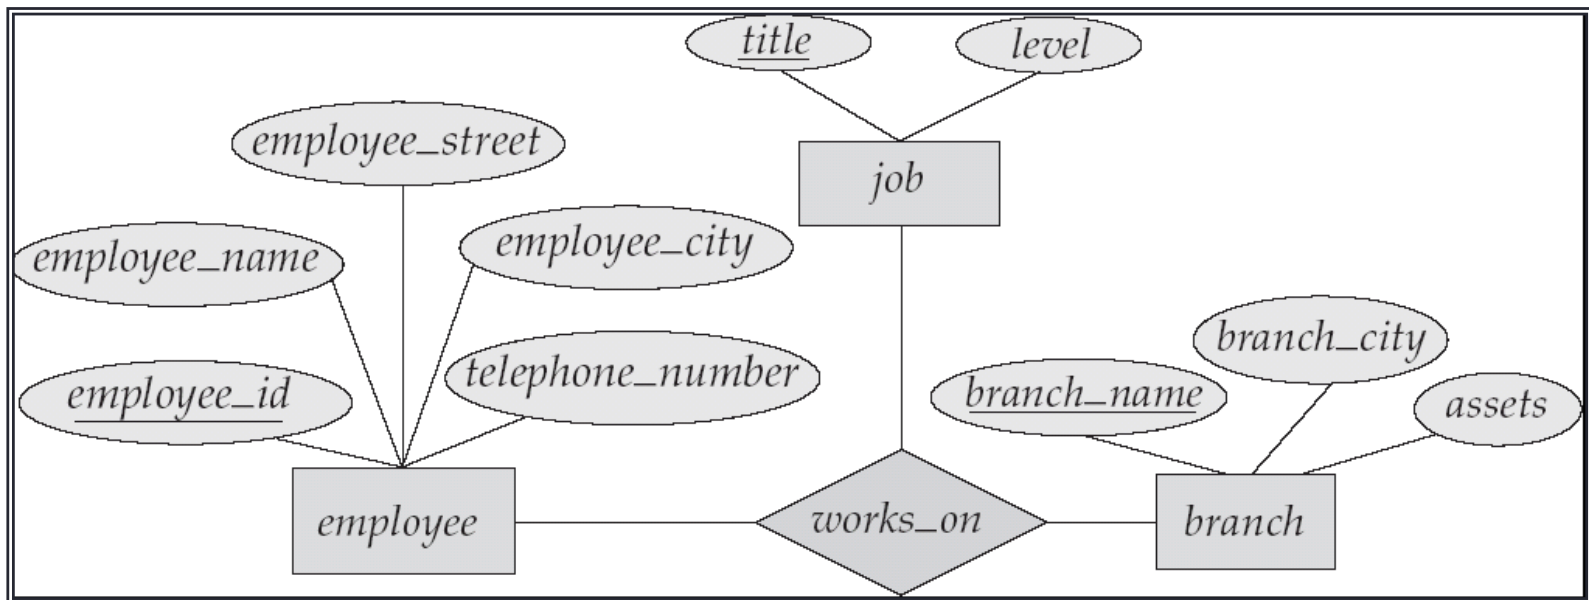 title
level
employee_street
job
employee_name
employee_city
branch_city
employee_id
telephone_number
branch_name
assets
employee
works_on
branch